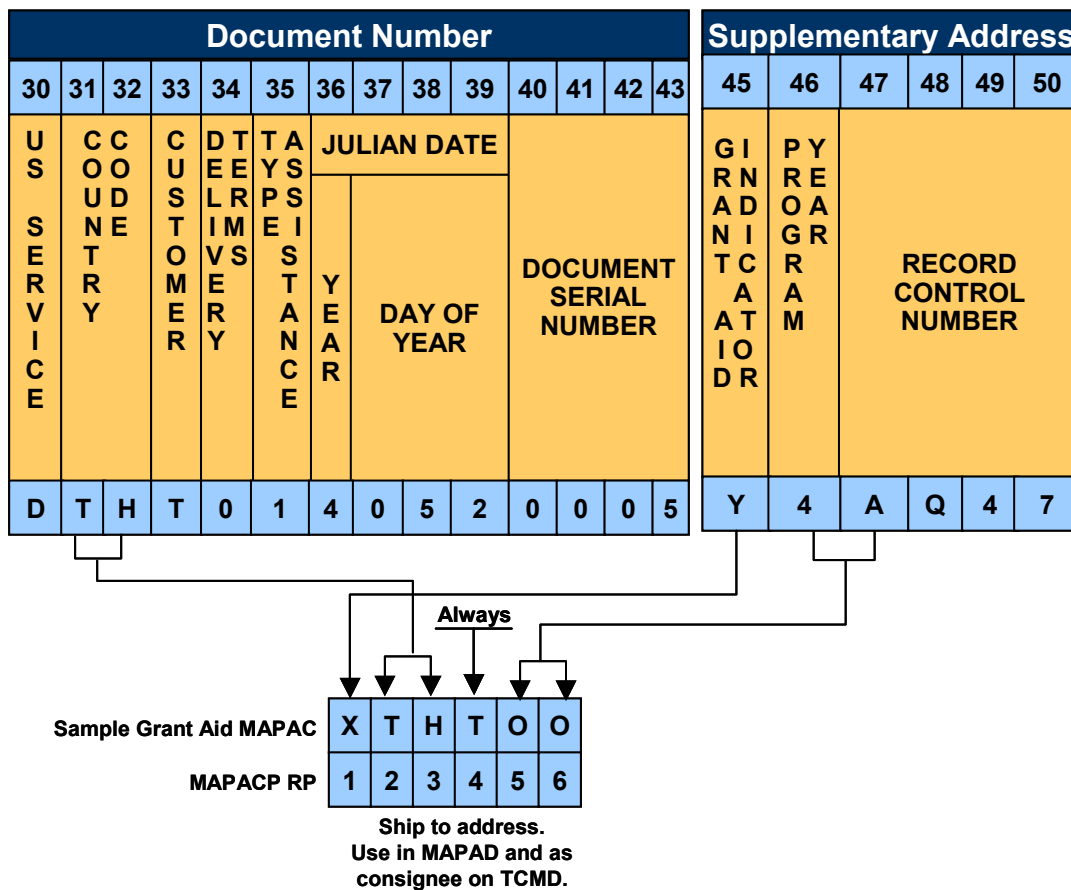 Document Number
Supplementary Address
30 31 32 33 34 35 36 37 38 39 40 41 42 43
45 46 47 48 49 50
US SERVICE
COUNTRY CODE
CUSTOMER
DELIVERY TERMS
TYPE ASSISTANCE
JULIAN DATE
YEAR
DAY OF
YEAR
DOCUMENT
SERIAL
NUMBER
GRANT AID INDICATOR
PROGRAM YEAR
RECORD
CONTROL
NUMBER
D T H T 0 1 4 0 5 2 0 0 0 5
Y 4 A Q 4 7
Always
Sample Grant Aid MAPAC X T H T O O
MAPACP RP 1 2 3 4 5 6
Ship to address.
Use in MAPAD and as
consignee on TCMD.